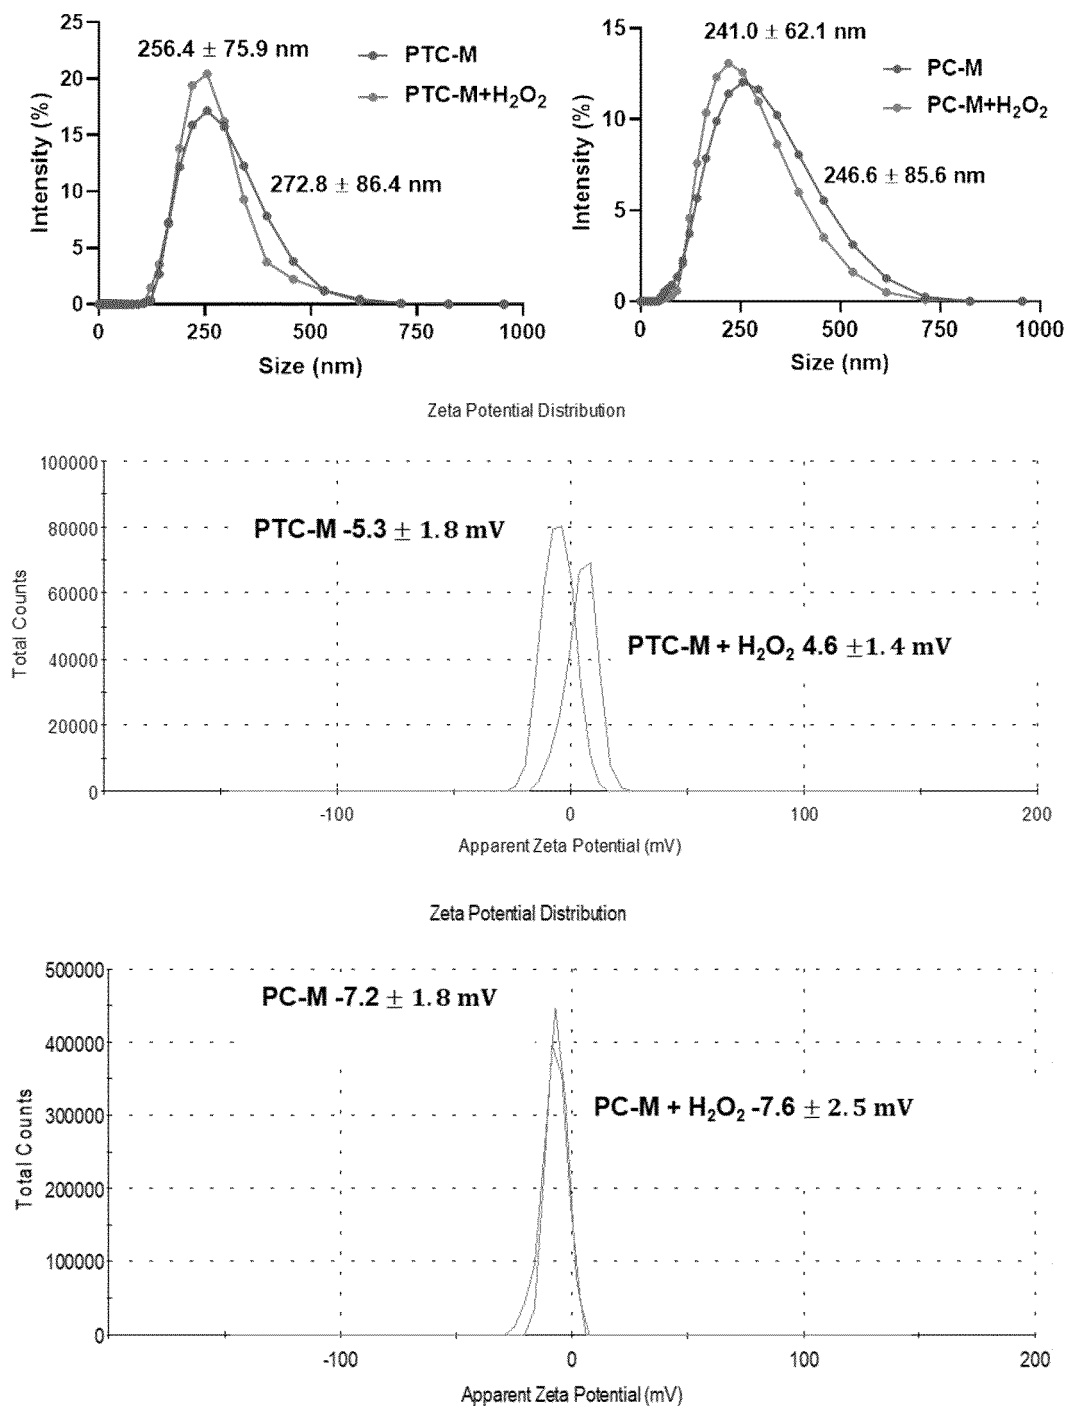 256.4 ± 75.9 nm
PTC-M
PTC-M+H₂O₂
272.8 ± 86.4 nm
Intensity (%)
25
20
15
10
5
0
0 250 500 750 1000
Size (nm)
241.0 ± 62.1 nm
PC-M
PC-M+H₂O₂
246.6 ± 85.6 nm
Intensity (%)
15
10
5
0
0 250 500 750 1000
Size (nm)
Zeta Potential Distribution
100000
80000
60000
40000
20000
0
Total Counts
PTC-M -5.3 ± 1.8 mV
PTC-M + H₂O₂ 4.6 ±1.4 mV
-100 0 100 200
Apparent Zeta Potential (mV)
Zeta Potential Distribution
500000
400000
300000
200000
100000
0
Total Counts
PC-M -7.2 ± 1.8 mV
PC-M + H₂O₂ -7.6 ± 2.5 mV
-100 0 100 200
Apparent Zeta Potential (mV)